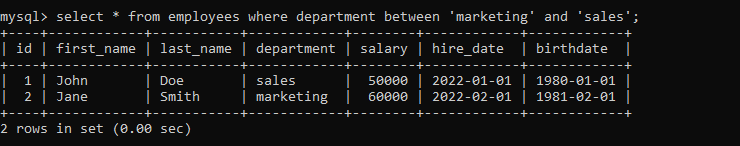 mysql> select * from employees where department between 'marketing' and 'sales';
+----+------------+-----------+------------+--------+------------+------------+
| id | first_name | last_name | department | salary | hire_date | birthdate |
+----+------------+-----------+------------+--------+------------+------------+
| 1 | John | Doe | sales | 50000 | 2022-01-01 | 1980-01-01 |
| 2 | Jane | Smith | marketing | 60000 | 2022-02-01 | 1981-02-01 |
+----+------------+-----------+------------+--------+------------+------------+
2 rows in set (0.00 sec)